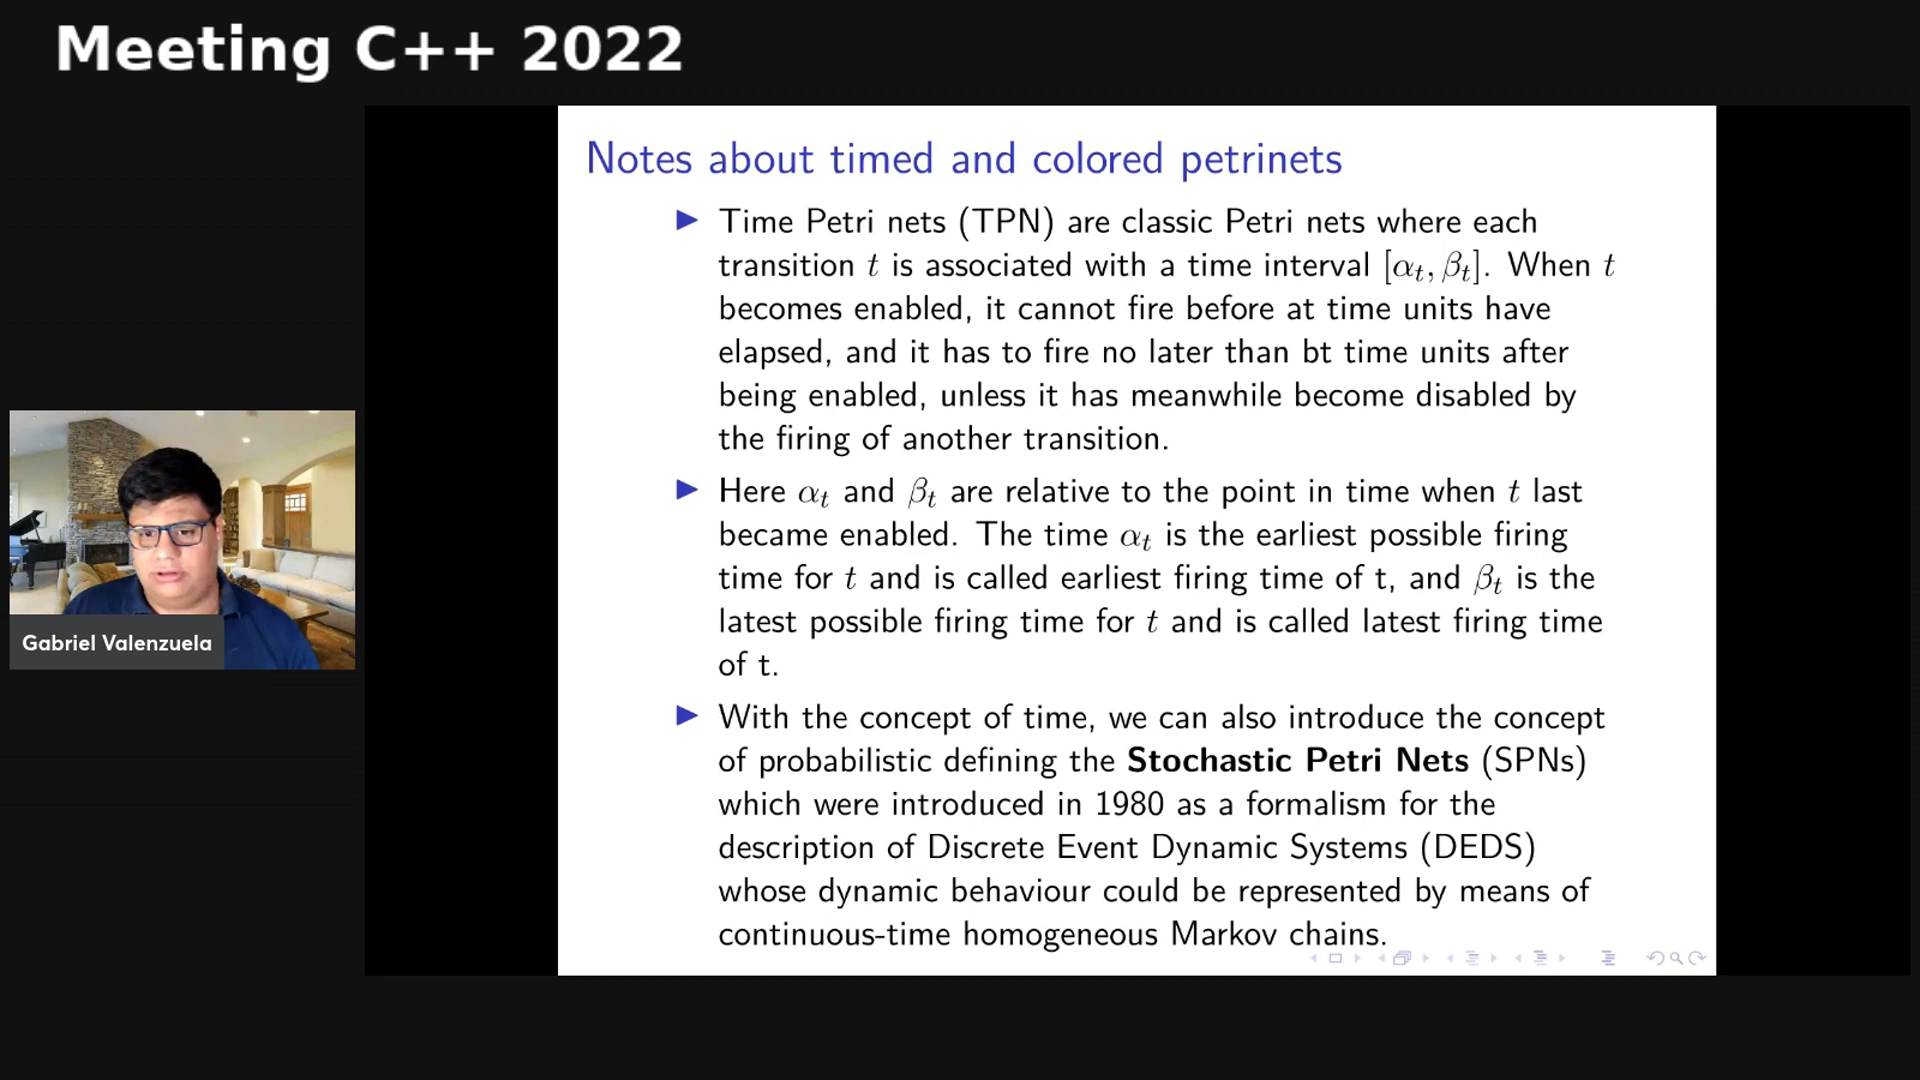 Meeting C++ 2022
Notes about timed and colored petrinets
▶ Time Petri nets (TPN) are classic Petri nets where each
transition t is associated with a time interval [αt, βt]. When t
becomes enabled, it cannot fire before at time units have
elapsed, and it has to fire no later than bt time units after
being enabled, unless it has meanwhile become disabled by
the firing of another transition.
▶ Here αt and βt are relative to the point in time when t last
became enabled. The time αt is the earliest possible firing
time for t and is called earliest firing time of t, and βt is the
latest possible firing time for t and is called latest firing time
of t.
▶ With the concept of time, we can also introduce the concept
of probabilistic defining the Stochastic Petri Nets (SPNs)
which were introduced in 1980 as a formalism for the
description of Discrete Event Dynamic Systems (DEDS)
whose dynamic behaviour could be represented by means of
continuous-time homogeneous Markov chains.
Gabriel Valenzuela